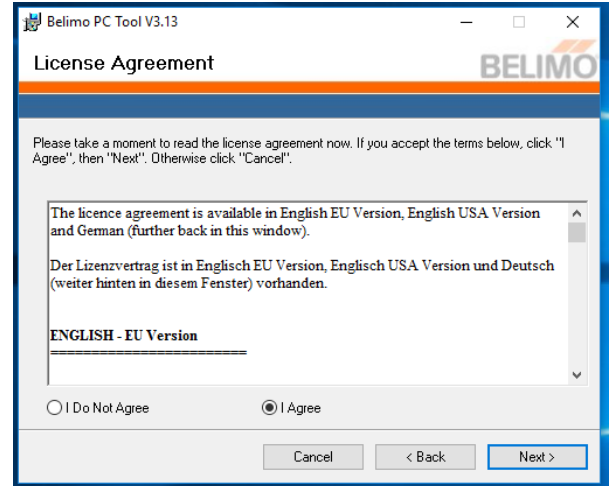 Belimo PC Tool V3.13
License Agreement
BELIMO
Please take a moment to read the license agreement now. If you accept the terms below, click "I
Agree", then "Next". Otherwise click "Cancel".
The licence agreement is available in English EU Version, English USA Version
and German (further back in this window).
Der Lizenzvertrag ist in Englisch EU Version, Englisch USA Version und Deutsch
(weiter hinten in diesem Fenster) vorhanden.
ENGLISH - EU Version
========================
I Do Not Agree
I Agree
Cancel
< Back
Next >